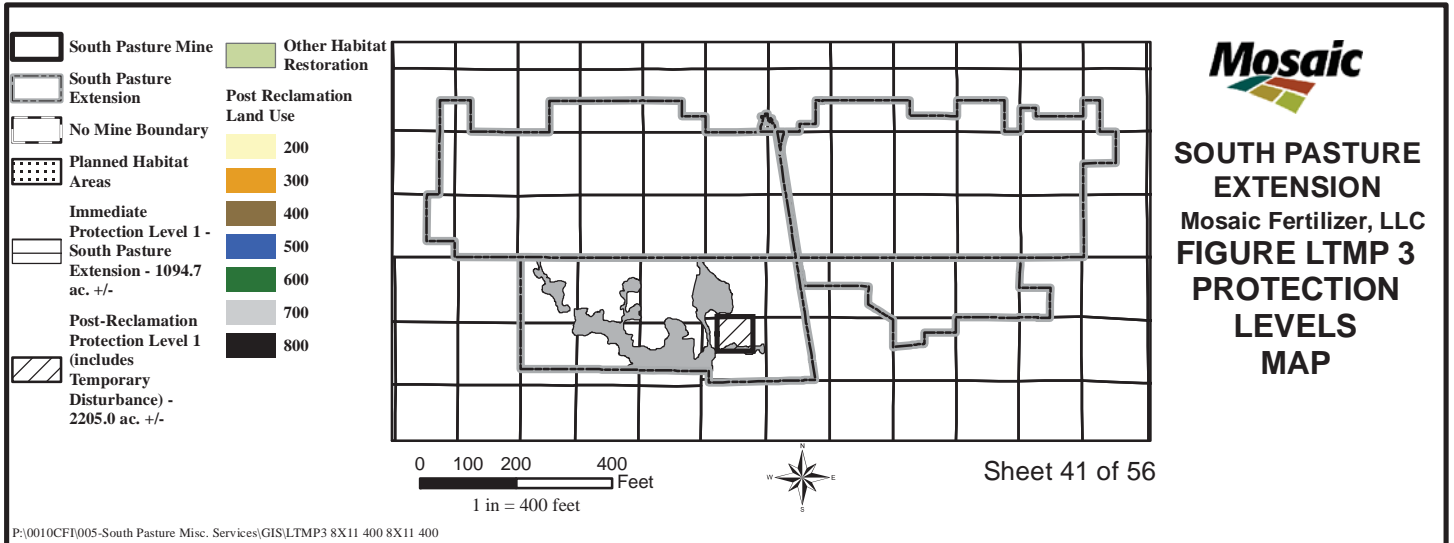 South Pasture Mine
South Pasture
Extension
No Mine Boundary
Planned Habitat
Areas
Immediate
Protection Level 1 -
South Pasture
Extension - 1094.7
ac. +/-
Post-Reclamation
Protection Level 1
(includes
Temporary
Disturbance) -
2205.0 ac. +/-
Other Habitat
Restoration
Post Reclamation
Land Use
200
300
400
500
600
700
800
0 100 200 400
Feet
1 in = 400 feet
N
W E
S
Sheet 41 of 56
Mosaic
SOUTH PASTURE
EXTENSION
Mosaic Fertilizer, LLC
FIGURE LTMP 3
PROTECTION
LEVELS
MAP
P:\0010CFI\005-South Pasture Misc. Services\GIS\LTMP3 8X11 400 8X11 400